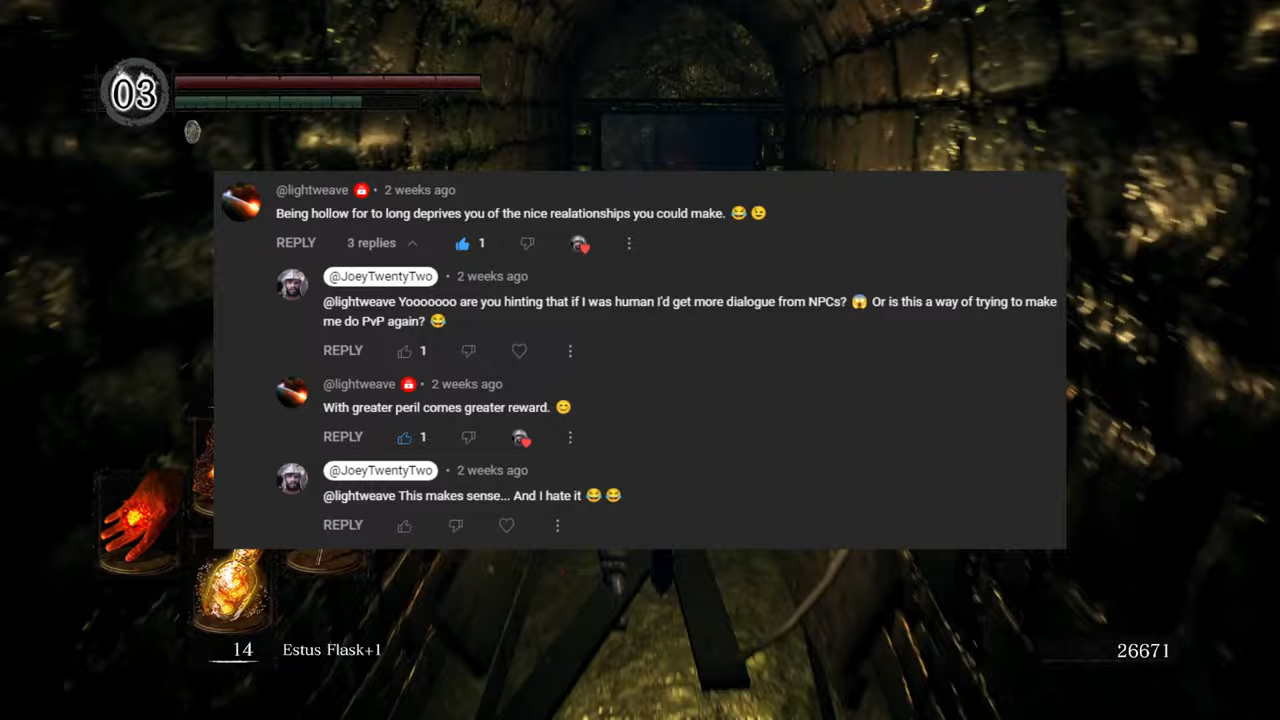 03
@lightweave • 2 weeks ago
Being hollow for to long deprives you of the nice realationships you could make. 😂 😉
REPLY 3 replies 1
@JoeyTwentyTwo • 2 weeks ago
@lightweave Yooooooo are you hinting that if I was human I'd get more dialogue from NPCs? 😱 Or is this a way of trying to make
me do PvP again? 😂
REPLY 1
@lightweave • 2 weeks ago
With greater peril comes greater reward. 😊
REPLY 1
@JoeyTwentyTwo • 2 weeks ago
@lightweave This makes sense... And I hate it 😂 😂
REPLY
14 Estus Flask+1 26671